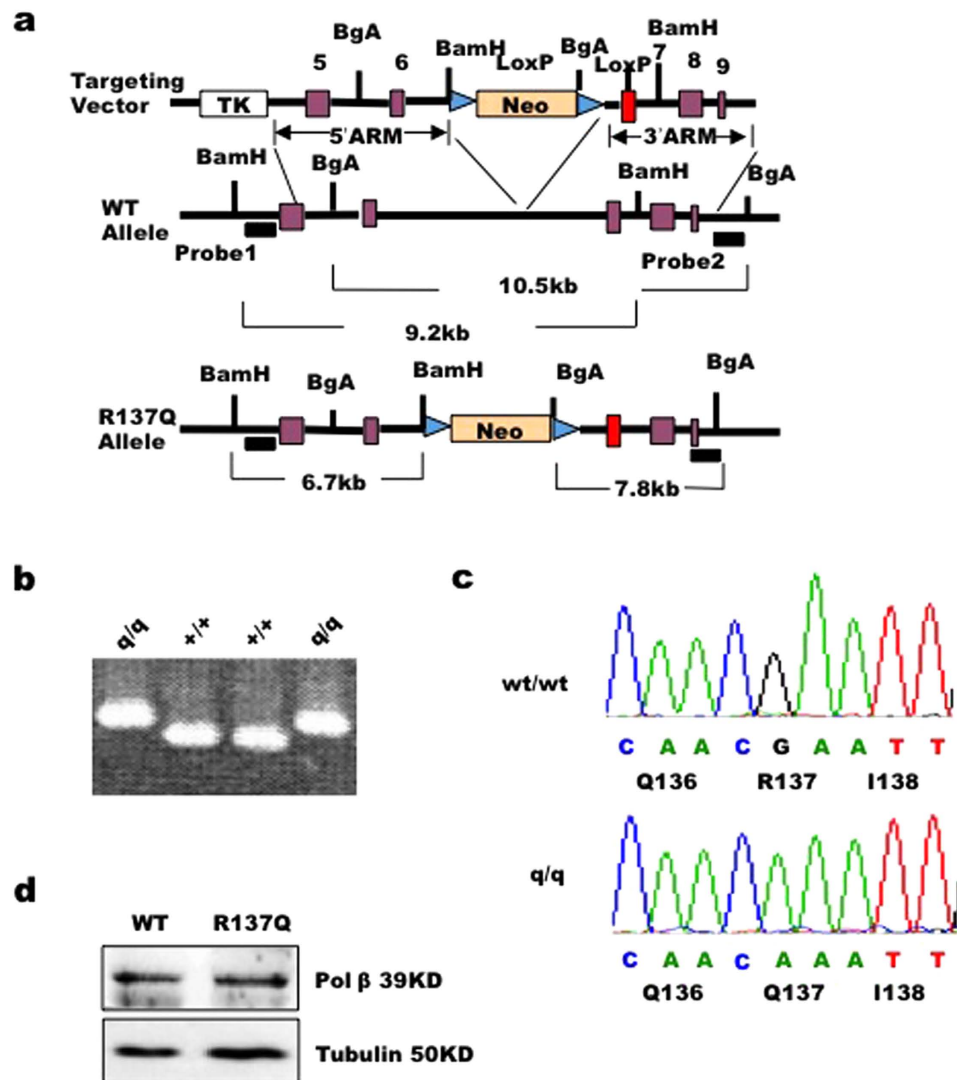 a
BgA
BamH
BamH LoxP BgA LoxP 7
5 6 8 9
Targeting
Vector
TK
Neo
5'ARM
3'ARM
BamH
BgA
BamH
BgA
WT
Allele
Probe1
Probe2
10.5kb
9.2kb
BamH
BgA
BamH
BgA
BgA
R137Q
Allele
Neo
6.7kb
7.8kb
b
q/q +/+ +/+ q/q
c
wt/wt
C A A C G A A T T
Q136 R137 I138
q/q
C A A C A A A T T
Q136 Q137 I138
d
WT R137Q
Pol β 39KD
Tubulin 50KD